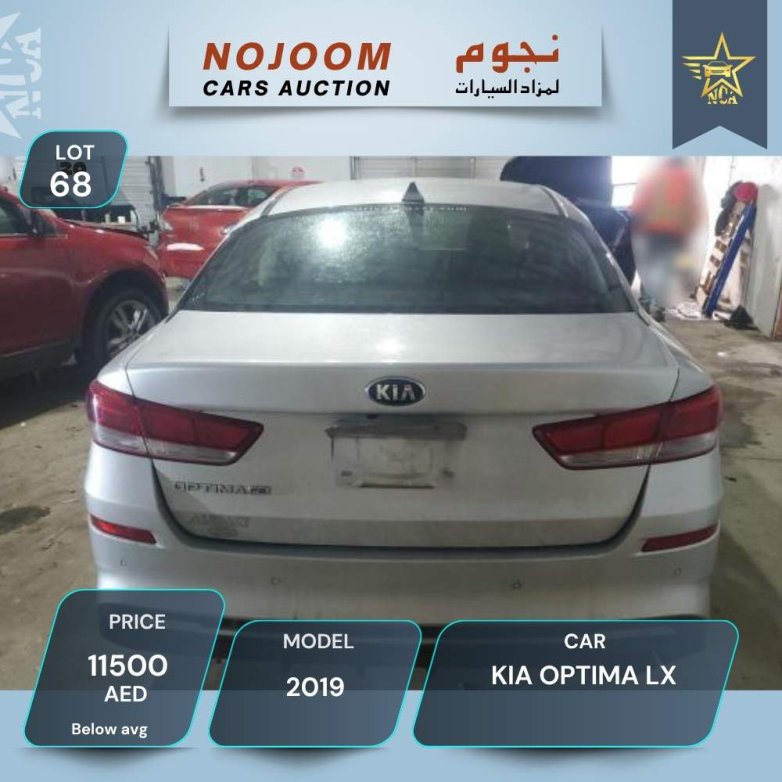 NOJOOM
CARS AUCTION
نجوم
لمزاد السيارات
NCA
NCA
LOT
68
KIA
OPTIMA
PRICE
11500
AED
Below avg
MODEL
2019
CAR
KIA OPTIMA LX